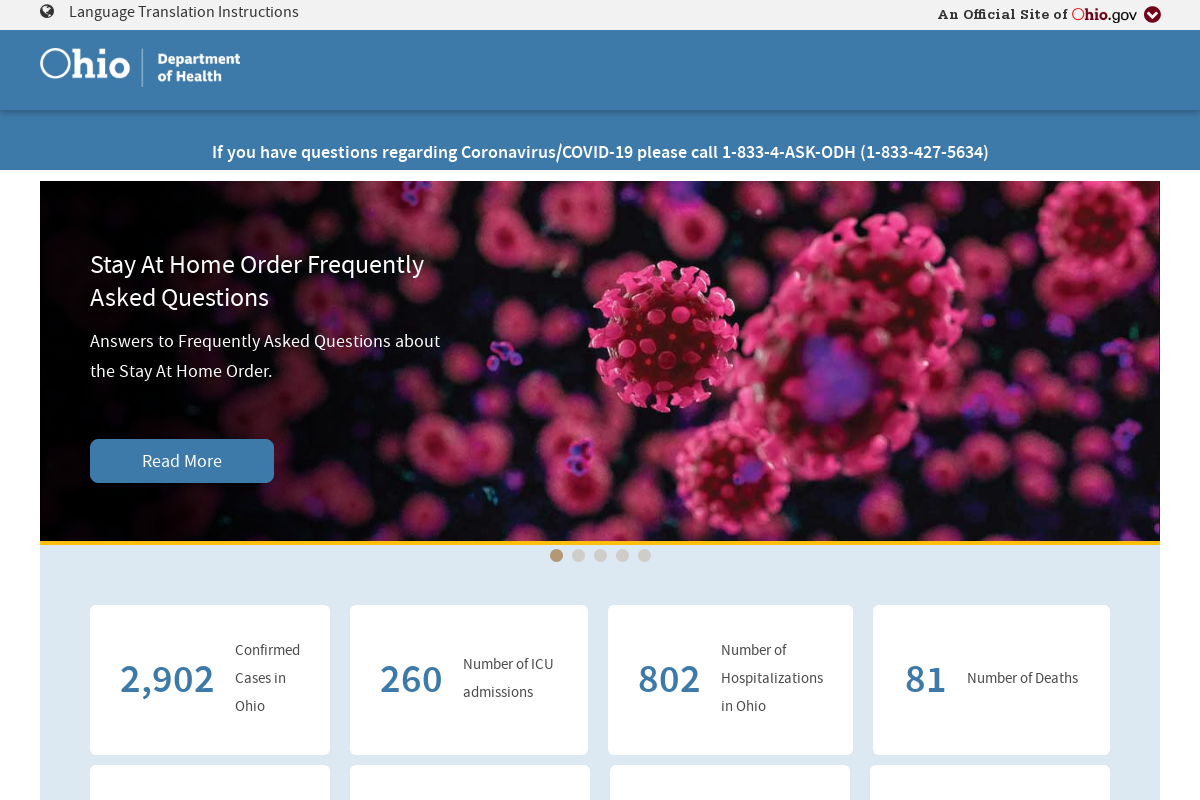 Language Translation Instructions
An Official Site of Ohio.gov
Ohio
Department
of Health
If you have questions regarding Coronavirus/COVID-19 please call 1-833-4-ASK-ODH (1-833-427-5634)
Stay At Home Order Frequently
Asked Questions
Answers to Frequently Asked Questions about
the Stay At Home Order.
Read More
2,902
Confirmed
Cases in
Ohio
260
Number of ICU
admissions
802
Number of
Hospitalizations
in Ohio
81
Number of Deaths